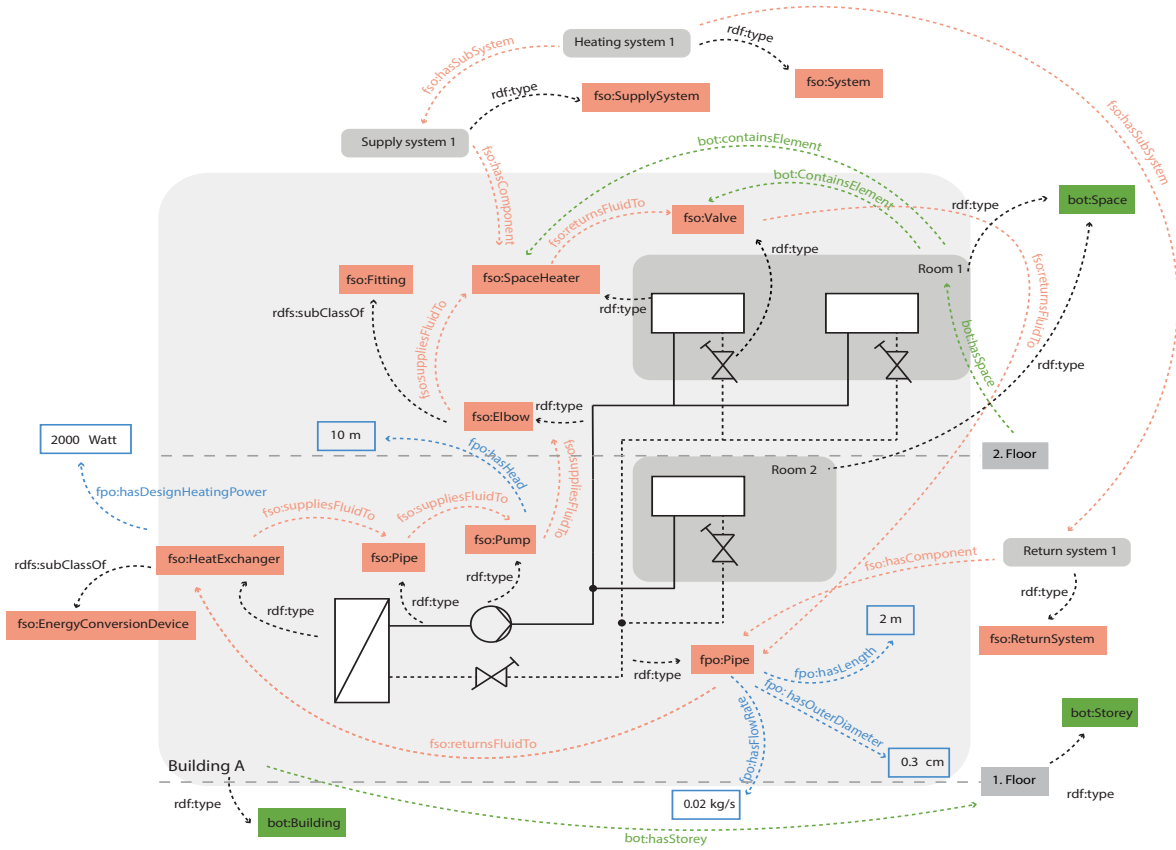 rdf:type
Heating system 1
fso:hasSubSystem
fso:System
rdf:type
fso:SupplySystem
fso:hasSubSystem
Supply system 1
bot:containsElement
fso:hasComponent
bot:ContainsElement
rdf:type
bot:Space
fso:returnsFluidTo
fso:Valve
rdf:type
Room 1
fso:Fitting
fso:SpaceHeater
fso:returnsFluidTo
rdf:type
rdfs:subClassOf
fso:suppliesFluidTo
bot:hasSpace
rdf:type
fso:Elbow
rdf:type
10 m
2000 Watt
fpo:hasHead
fso:suppliesFluidTo
2. Floor
Room 2
fpo:hasDesignHeatingPower
fso:suppliesFluidTo
fso:suppliesFluidTo
fso:Pump
fso:HeatExchanger
fso:Pipe
Return system 1
fso:hasComponent
rdfs:subClassOf
rdf:type
rdf:type
rdf:type
rdf:type
fso:EnergyConversionDevice
2 m
fso:ReturnSystem
fpo:Pipe
rdf:type
fpo:hasLength
fpo:hasOuterDiameter
fpo:hasFlowRate
bot:Storey
fso:returnsFluidTo
0.3 cm
Building A
1. Floor
rdf:type
rdf:type
0.02 kg/s
bot:Building
bot:hasStorey